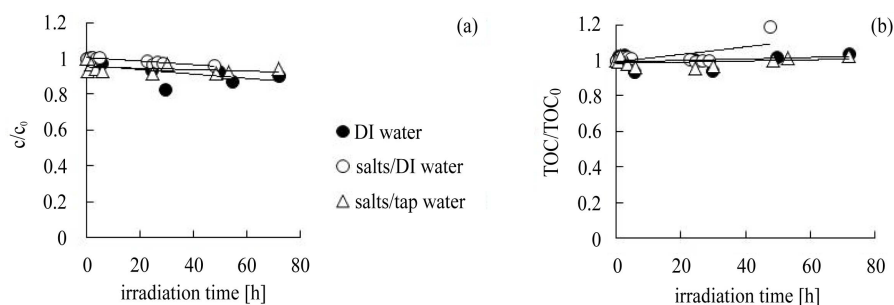 (a)
1.2
1
0.8
0.6
0.4
0.2
0
c/c₀
0 20 40 60 80
irradiation time [h]
DI water
salts/DI water
salts/tap water
(b)
1.2
1
0.8
0.6
0.4
0.2
0
TOC/TOC₀
0 20 40 60 80
irradiation time [h]